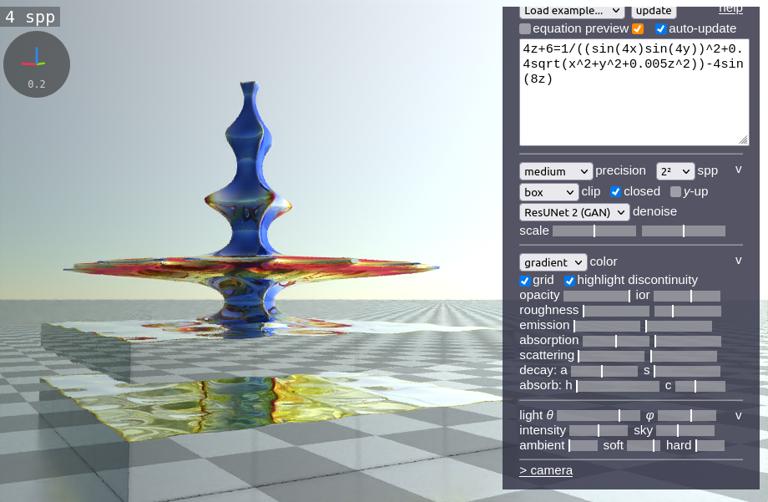 4 spp
0.2
Load example... update help
equation preview auto-update
4z+6=1/((sin(4x)sin(4y))^2+0.
4sqrt(x^2+y^2+0.005z^2))-4sin
(8z)
medium precision 2² spp v
box clip closed y-up
ResUNet 2 (GAN) denoise
scale
gradient color v
grid highlight discontinuity
opacity ior
roughness
emission
absorption
scattering
decay: a s
absorb: h c
light θ φ v
intensity sky
ambient soft hard
> camera